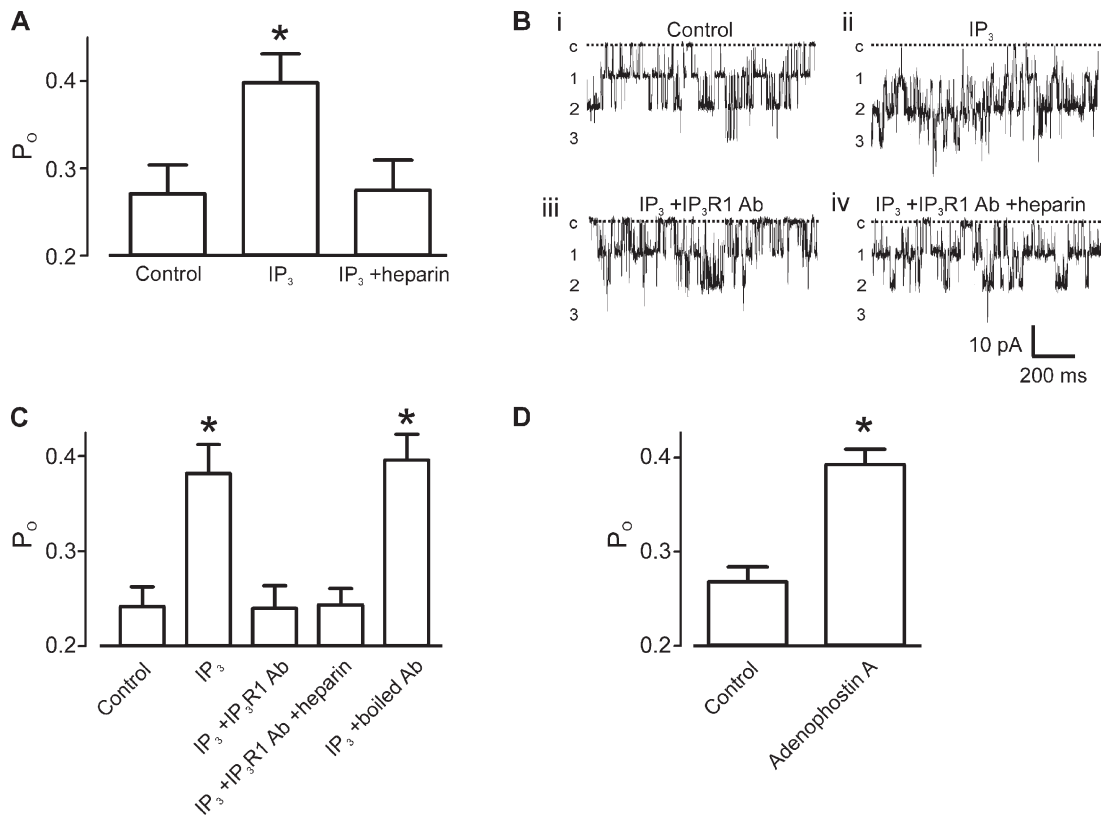 A
*
0.4
0.3
0.2
Pₒ
Control
IP₃
IP₃ +heparin
B
i
Control
c
1
2
3
ii
IP₃
c
1
2
3
iii
IP₃ +IP₃R1 Ab
c
1
2
3
iv
IP₃ +IP₃R1 Ab +heparin
c
1
2
3
10 pA
200 ms
C
*
*
0.4
0.3
0.2
Pₒ
Control
IP₃
IP₃ +IP₃R1 Ab
IP₃ +IP₃R1 Ab +heparin
IP₃ +boiled Ab
D
*
0.4
0.3
0.2
Pₒ
Control
Adenophostin A